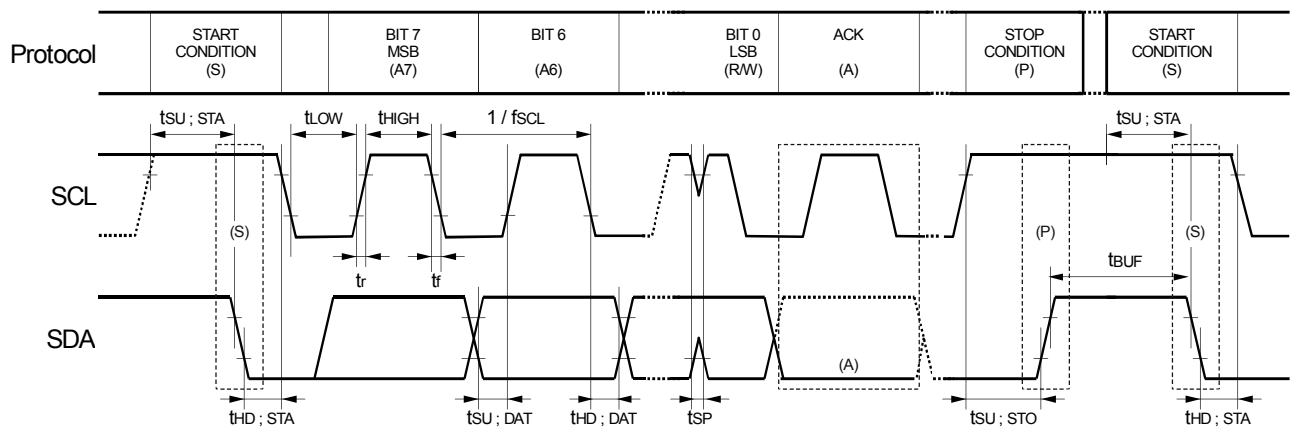 Protocol
START
CONDITION
(S)
BIT 7
MSB
(A7)
BIT 6
(A6)
BIT 0
LSB
(R/W)
ACK
(A)
STOP
CONDITION
(P)
START
CONDITION
(S)
tSU ; STA
tLOW
tHIGH
1 / fSCL
tSU ; STA
SCL
(S)
(P)
(S)
tr
tf
tBUF
SDA
(A)
tHD ; STA
tSU ; DAT
tHD ; DAT
tSP
tSU ; STO
tHD ; STA